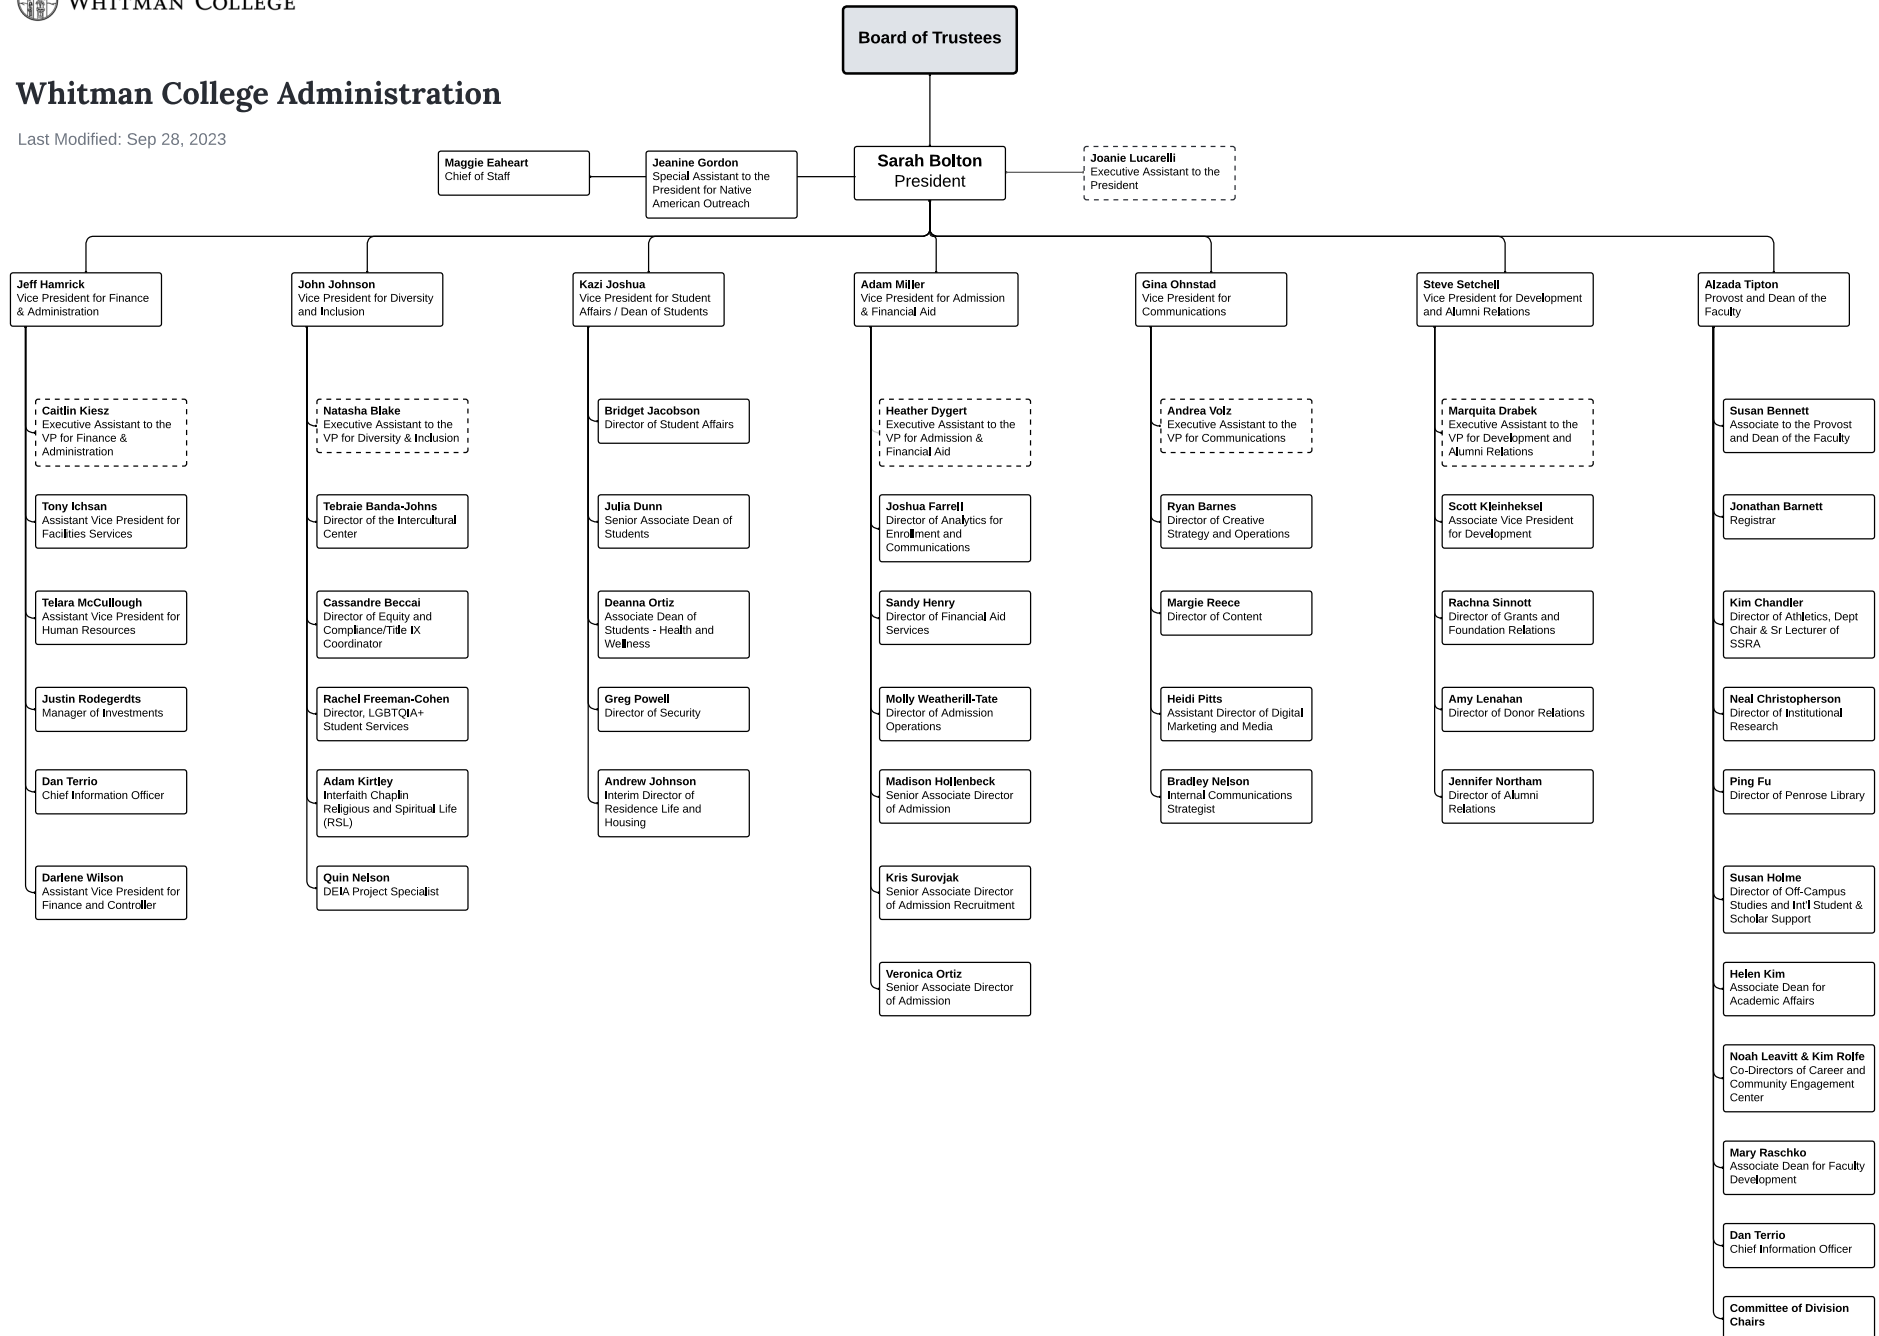 WHITMAN COLLEGE
Board of Trustees
Whitman College Administration
Last Modified: Sep 28, 2023
Maggie Eaheart
Chief of Staff
Jeanine Gordon
Special Assistant to the
President for Native
American Outreach
Sarah Bolton
President
Joanie Lucarelli
Executive Assistant to the
President
Jeff Hamrick
Vice President for Finance
& Administration
John Johnson
Vice President for Diversity
and Inclusion
Kazi Joshua
Vice President for Student
Affairs / Dean of Students
Adam Miller
Vice President for Admission
& Financial Aid
Gina Ohnstad
Vice President for
Communications
Steve Setchell
Vice President for Development
and Alumni Relations
Alzada Tipton
Provost and Dean of the
Faculty
Caitlin Kiesz
Executive Assistant to the
VP for Finance &
Administration
Tony Ichsan
Assistant Vice President for
Facilities Services
Telara McCullough
Assistant Vice President for
Human Resources
Justin Rodegerdts
Manager of Investments
Dan Terrio
Chief Information Officer
Darlene Wilson
Assistant Vice President for
Finance and Controller
Natasha Blake
Executive Assistant to the
VP for Diversity & Inclusion
Tebraie Banda-Johns
Director of the Intercultural
Center
Cassandre Beccai
Director of Equity and
Compliance/Title IX
Coordinator
Rachel Freeman-Cohen
Director, LGBTQIA+
Student Services
Adam Kirtley
Interfaith Chaplin
Religious and Spiritual Life
(RSL)
Quin Nelson
DEIA Project Specialist
Bridget Jacobson
Director of Student Affairs
Julia Dunn
Senior Associate Dean of
Students
Deanna Ortiz
Associate Dean of
Students - Health and
Wellness
Greg Powell
Director of Security
Andrew Johnson
Interim Director of
Residence Life and
Housing
Heather Dygert
Executive Assistant to the
VP for Admission &
Financial Aid
Joshua Farrell
Director of Analytics for
Enrollment and
Communications
Sandy Henry
Director of Financial Aid
Services
Molly Weatherill-Tate
Director of Admission
Operations
Madison Hollenbeck
Senior Associate Director
of Admission
Kris Surovjak
Senior Associate Director
of Admission Recruitment
Veronica Ortiz
Senior Associate Director
of Admission
Andrea Volz
Executive Assistant to the
VP for Communications
Ryan Barnes
Director of Creative
Strategy and Operations
Margie Reece
Director of Content
Heidi Pitts
Assistant Director of Digital
Marketing and Media
Bradley Nelson
Internal Communications
Strategist
Marquita Drabek
Executive Assistant to the
VP for Development and
Alumni Relations
Scott Kleinheksel
Associate Vice President
for Development
Rachna Sinnott
Director of Grants and
Foundation Relations
Amy Lenahan
Director of Donor Relations
Jennifer Northam
Director of Alumni
Relations
Susan Bennett
Associate to the Provost
and Dean of the Faculty
Jonathan Barnett
Registrar
Kim Chandler
Director of Athletics, Dept
Chair & Sr Lecturer of
SSRA
Neal Christopherson
Director of Institutional
Research
Ping Fu
Director of Penrose Library
Susan Holme
Director of Off-Campus
Studies and Int'l Student &
Scholar Support
Helen Kim
Associate Dean for
Academic Affairs
Noah Leavitt & Kim Rolfe
Co-Directors of Career and
Community Engagement
Center
Mary Raschko
Associate Dean for Faculty
Development
Dan Terrio
Chief Information Officer
Committee of Division
Chairs